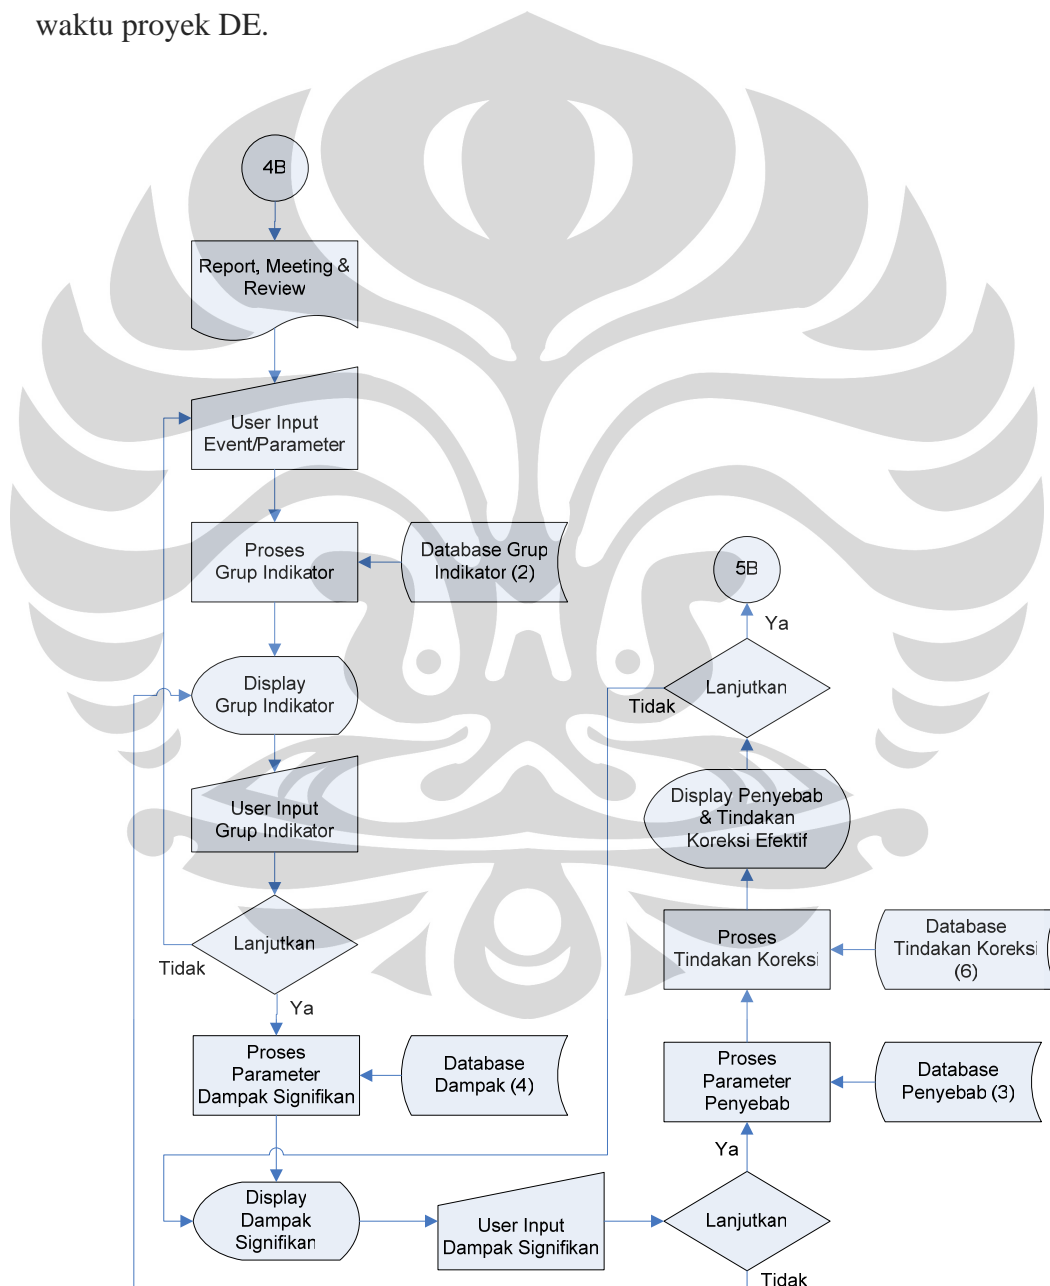 waktu proyek DE.
4B
Report, Meeting &
Review
User Input
Event/Parameter
Proses
Grup Indikator
Database Grup
Indikator (2)
Display
Grup Indikator
User Input
Grup Indikator
Lanjutkan
Tidak
Ya
Proses
Parameter
Dampak Signifikan
Database
Dampak (4)
Display
Dampak
Signifikan
User Input
Dampak Signifikan
Lanjutkan
Tidak
Ya
Proses
Parameter
Penyebab
Database
Penyebab (3)
Proses
Tindakan Koreksi
Database
Tindakan Koreksi
(6)
Display Penyebab
& Tindakan
Koreksi Efektif
Lanjutkan
Tidak
Ya
5B